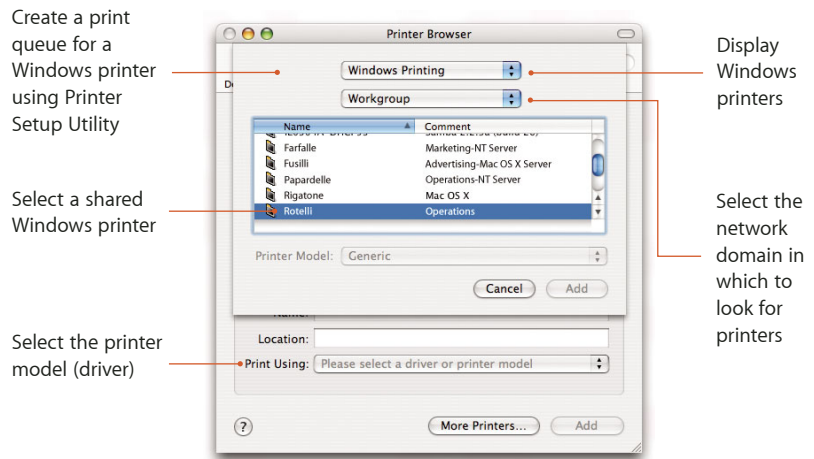 Create a print
queue for a
Windows printer
using Printer
Setup Utility
Select a shared
Windows printer
Select the printer
model (driver)
Printer Browser
Windows Printing
Workgroup
Name
Comment
Farfalle
Marketing-NT Server
Fusilli
Advertising-Mac OS X Server
Papardelle
Operations-NT Server
Rigatone
Mac OS X
Rotelli
Operations
Printer Model: Generic
Cancel
Add
Name:
Location:
Print Using: Please select a driver or printer model
?
More Printers...
Add
Display
Windows
printers
Select the
network
domain in
which to
look for
printers